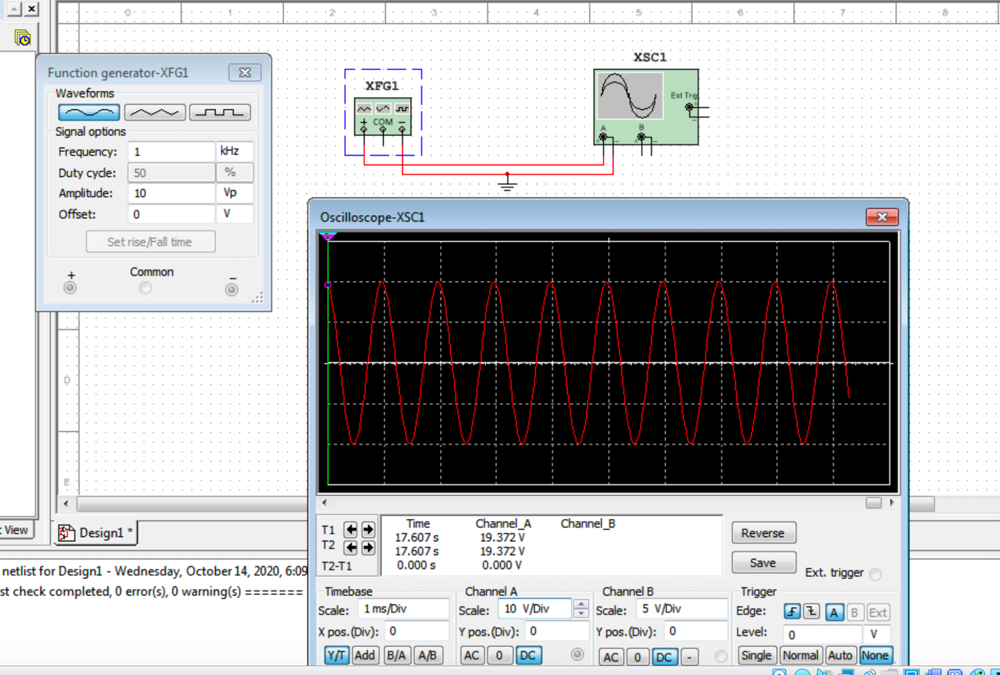 0 1 2 3 4 5 6 7 8
XSC1
Function generator-XFG1
XFG1
Waveforms
Ext Trig
+ COM −
A B
Signal options
Frequency: 1 kHz
Duty cycle: 50 %
Amplitude: 10 Vp
Offset: 0 V
Oscilloscope-XSC1
Set rise/Fall time
Common
+ −
D
E
t View
Design1 *
Time Channel_A Channel_B
T1 17.607 s 19.372 V
T2 17.607 s 19.372 V
T2-T1 0.000 s 0.000 V
Reverse
Save
Ext. trigger
netlist for Design1 - Wednesday, October 14, 2020, 6:09
st check completed, 0 error(s), 0 warning(s) =======
Timebase
Scale: 1 ms/Div
X pos.(Div): 0
Y/T Add B/A A/B
Channel A
Scale: 10 V/Div
Y pos.(Div): 0
AC 0 DC
Channel B
Scale: 5 V/Div
Y pos.(Div): 0
AC 0 DC -
Trigger
Edge: A B Ext
Level: 0 V
Single Normal Auto None